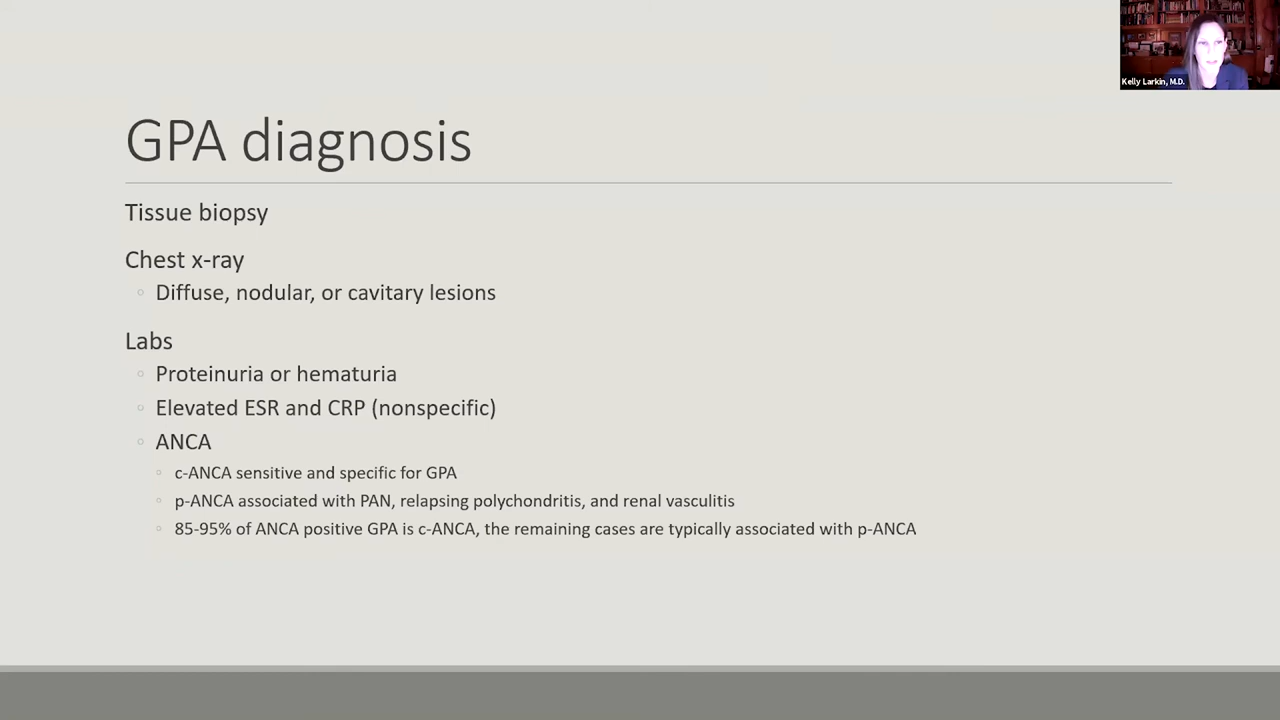 Kelly Larkin, M.D.
GPA diagnosis
Tissue biopsy
Chest x-ray
Diffuse, nodular, or cavitary lesions
Labs
Proteinuria or hematuria
Elevated ESR and CRP (nonspecific)
ANCA
c-ANCA sensitive and specific for GPA
p-ANCA associated with PAN, relapsing polychondritis, and renal vasculitis
85-95% of ANCA positive GPA is c-ANCA, the remaining cases are typically associated with p-ANCA